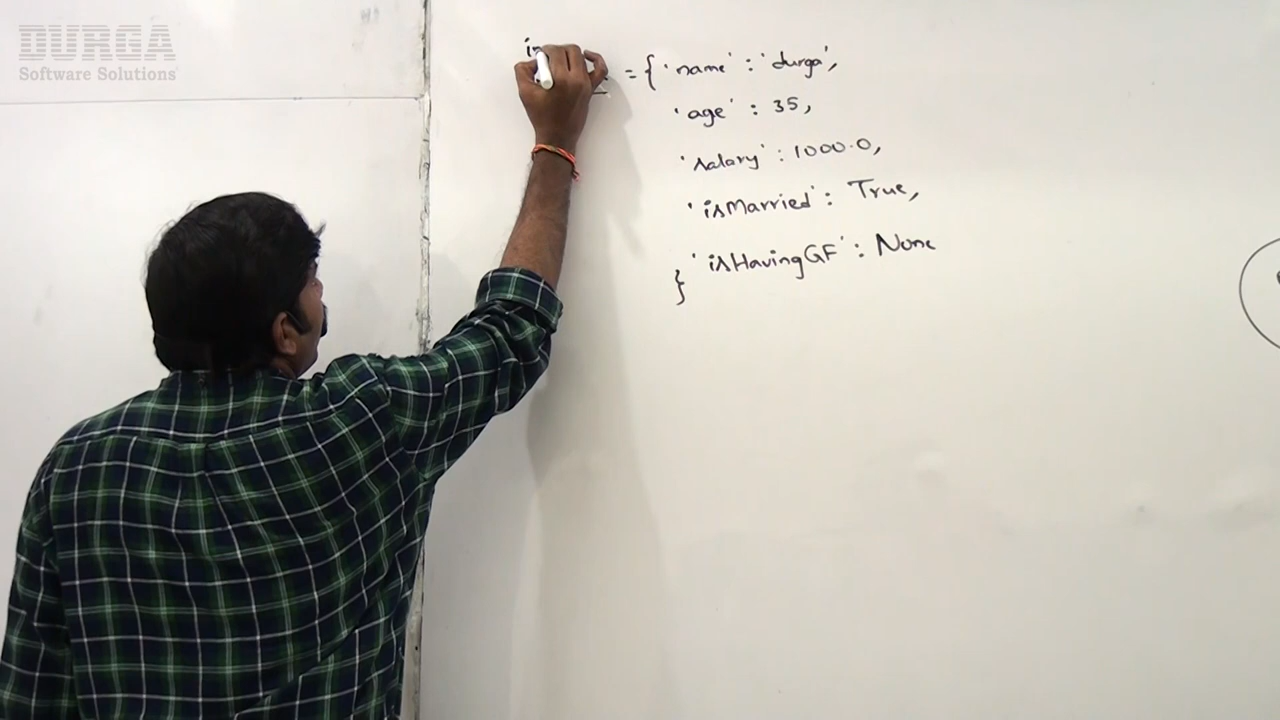 DURGA
Software Solutions
= { 'name' : 'durga',
'age' : 35,
'salary' : 1000.0,
'isMarried' : True,
'isHavingGF' : None
}